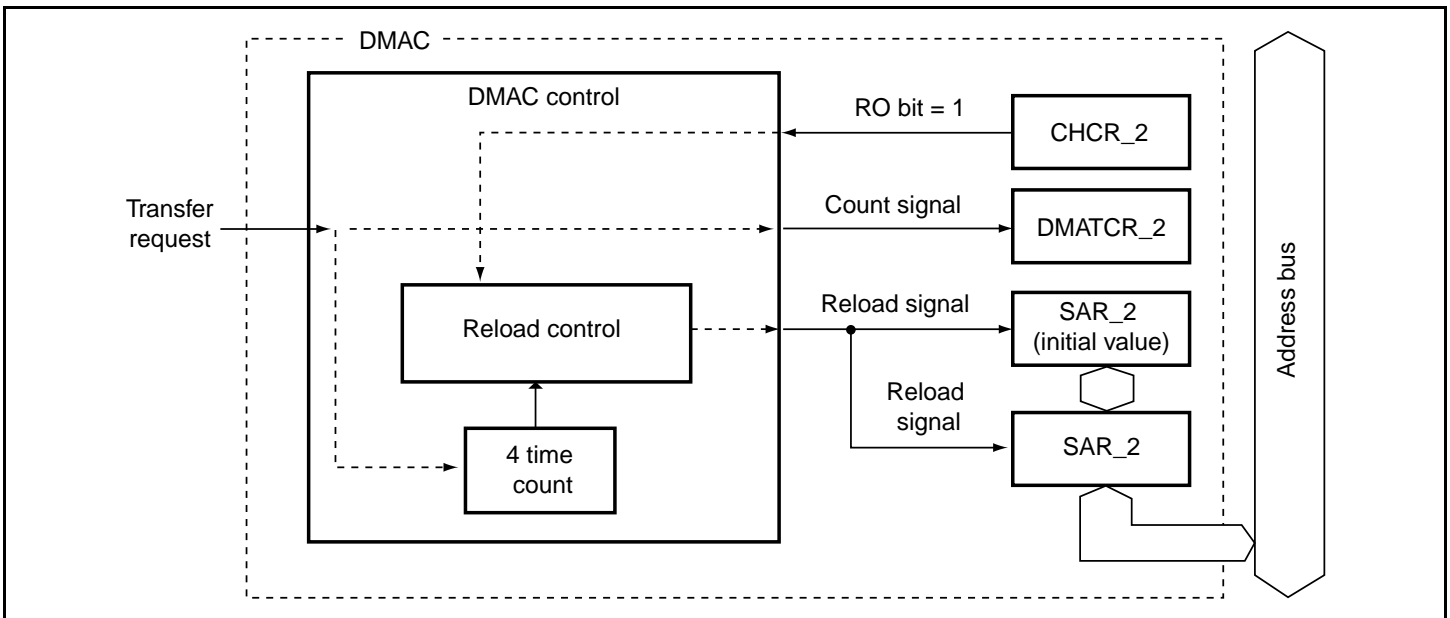 DMAC
DMAC control
RO bit = 1
CHCR_2
Transfer
request
Count signal
DMATCR_2
Reload control
Reload signal
SAR_2
(initial value)
Reload
signal
SAR_2
4 time
count
Address bus